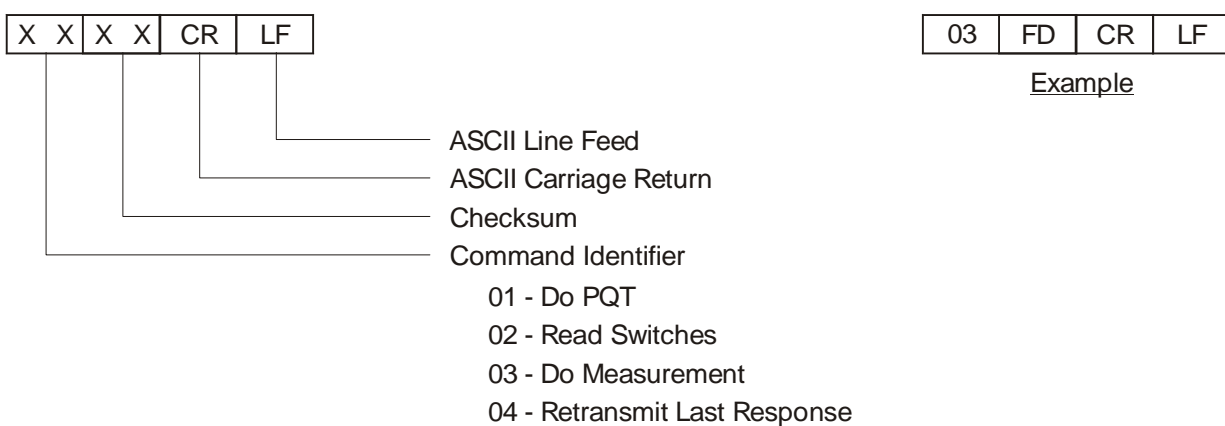 X X X X CR LF
03 FD CR LF
Example
ASCII Line Feed
ASCII Carriage Return
Checksum
Command Identifier
01 - Do PQT
02 - Read Switches
03 - Do Measurement
04 - Retransmit Last Response